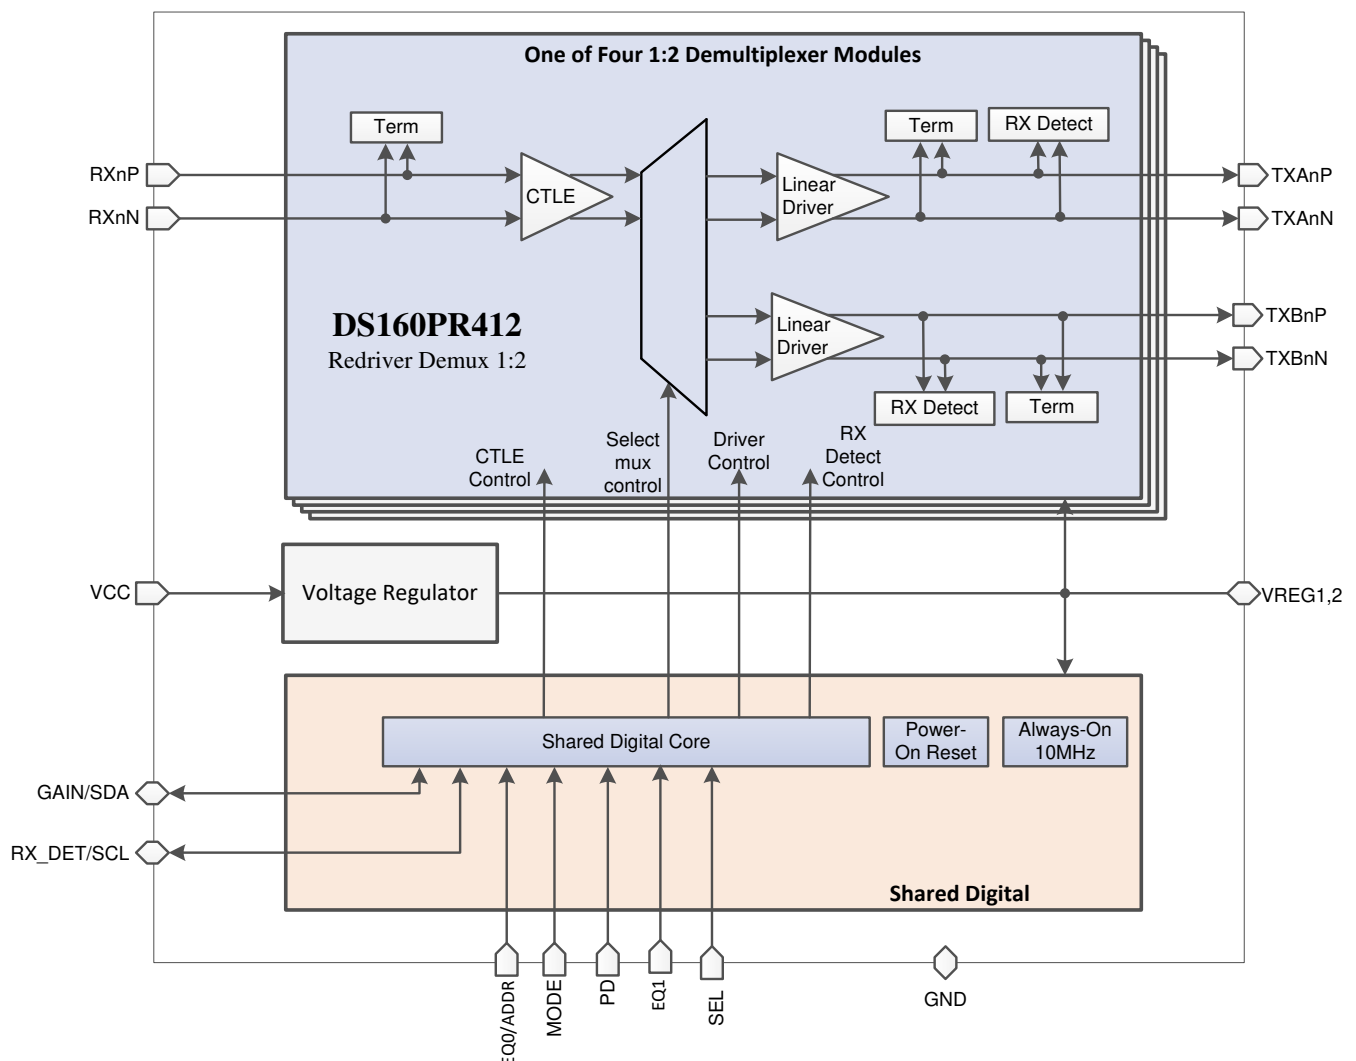 One of Four 1:2 Demultiplexer Modules
Term
Term
RX Detect
RXnP
RXnN
CTLE
Linear
Driver
TXAnP
TXAnN
DS160PR412
Redriver Demux 1:2
Linear
Driver
TXBnP
TXBnN
RX Detect
Term
CTLE
Control
Select
mux
control
Driver
Control
RX
Detect
Control
VCC
Voltage Regulator
VREG1,2
Shared Digital Core
Power-
On Reset
Always-On
10MHz
GAIN/SDA
RX_DET/SCL
Shared Digital
EQ0/ADDR
MODE
PD
EQ1
SEL
GND